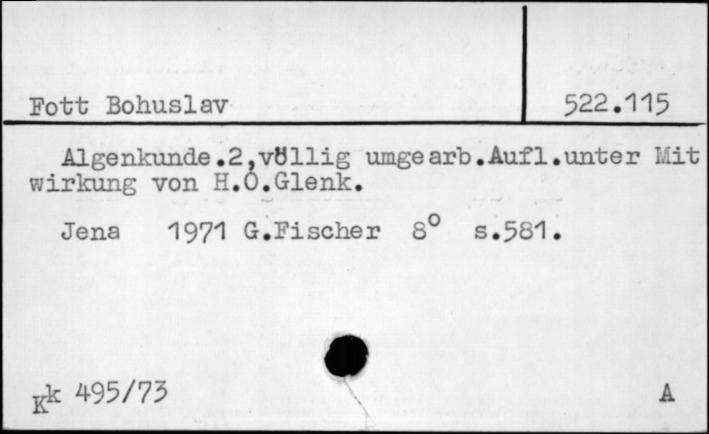 Fott Bohuslav 522.115
Algenkunde.2,völlig umgearb.Aufl.unter Mit
wirkung von H.O.Glenk.
Jena 1971 G.Fischer 8° s.581.
Kk 495/73 A